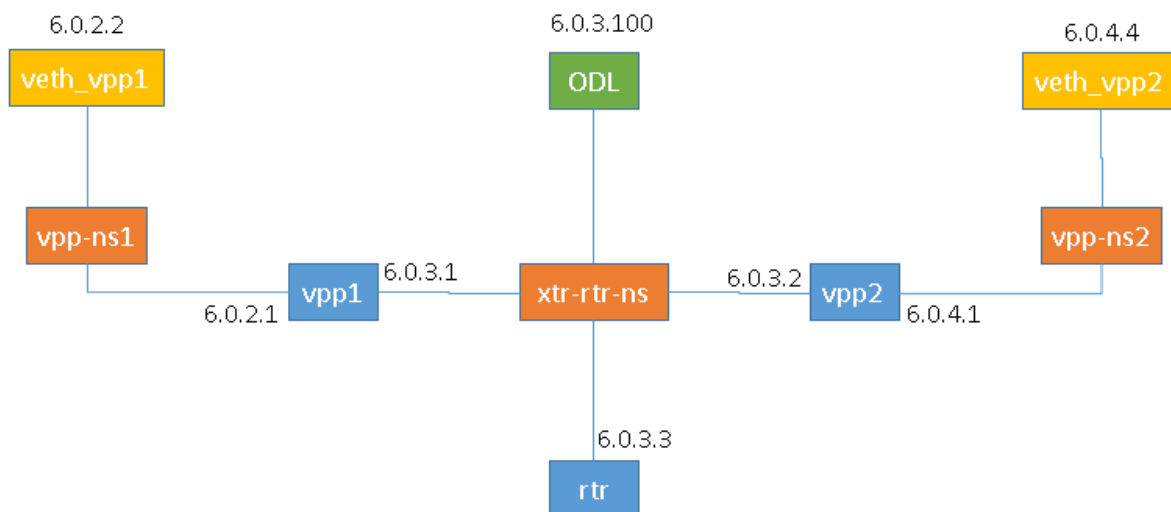 6.0.2.2
6.0.3.100
6.0.4.4
veth_vpp1
ODL
veth_vpp2
vpp-ns1
vpp-ns2
6.0.3.1
6.0.3.2
vpp1
xtr-rtr-ns
vpp2
6.0.2.1
6.0.4.1
6.0.3.3
rtr